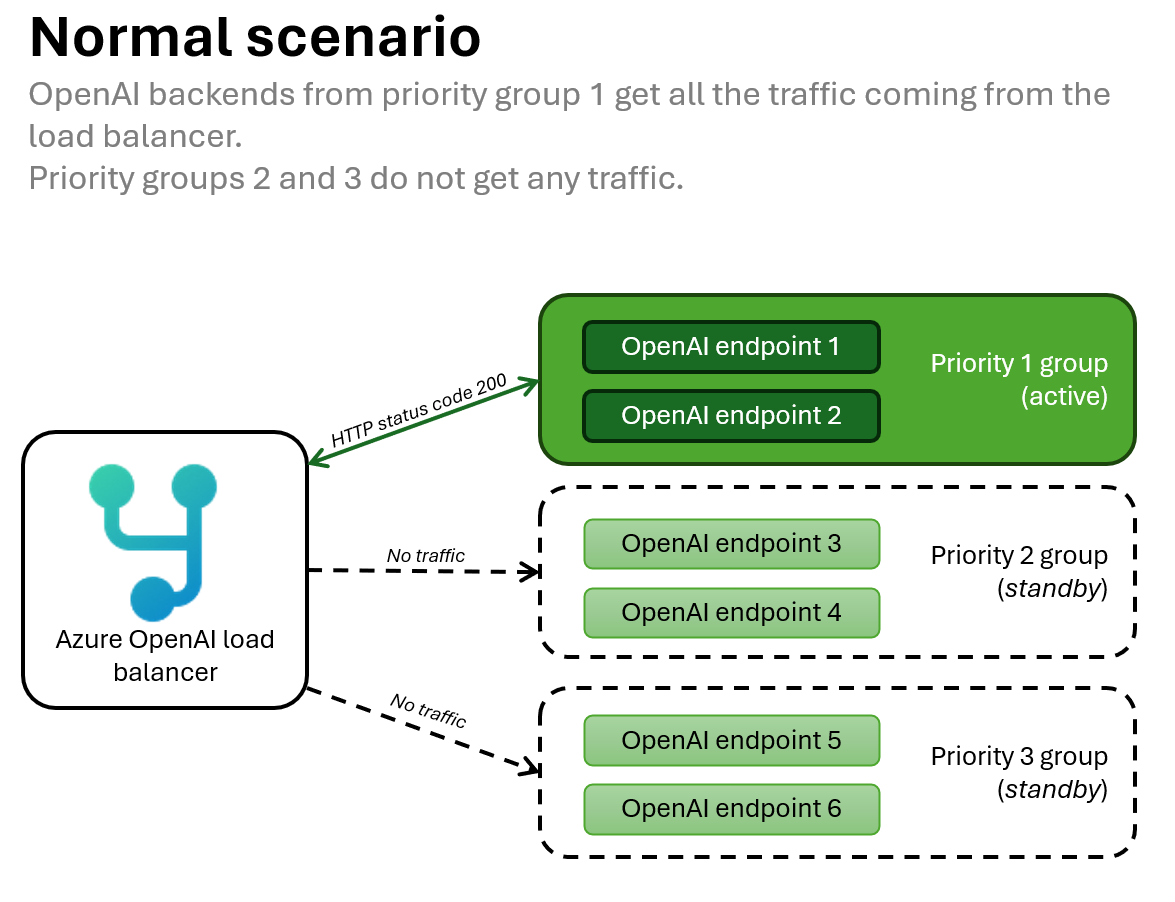 Normal scenario
OpenAI backends from priority group 1 get all the traffic coming from the
load balancer.
Priority groups 2 and 3 do not get any traffic.
OpenAI endpoint 1
OpenAI endpoint 2
Priority 1 group
(active)
HTTP status code 200
Azure OpenAI load
balancer
No traffic
OpenAI endpoint 3
OpenAI endpoint 4
Priority 2 group
(standby)
No traffic
OpenAI endpoint 5
OpenAI endpoint 6
Priority 3 group
(standby)